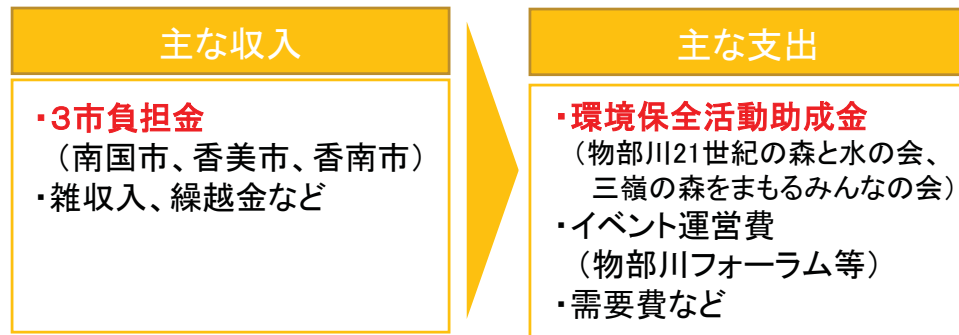 主な収入
・3市負担金
（南国市、香美市、香南市）
・雑収入、繰越金など
主な支出
・環境保全活動助成金
（物部川21世紀の森と水の会、
三嶺の森をまもるみんなの会）
・イベント運営費
（物部川フォーラム等）
・需要費など